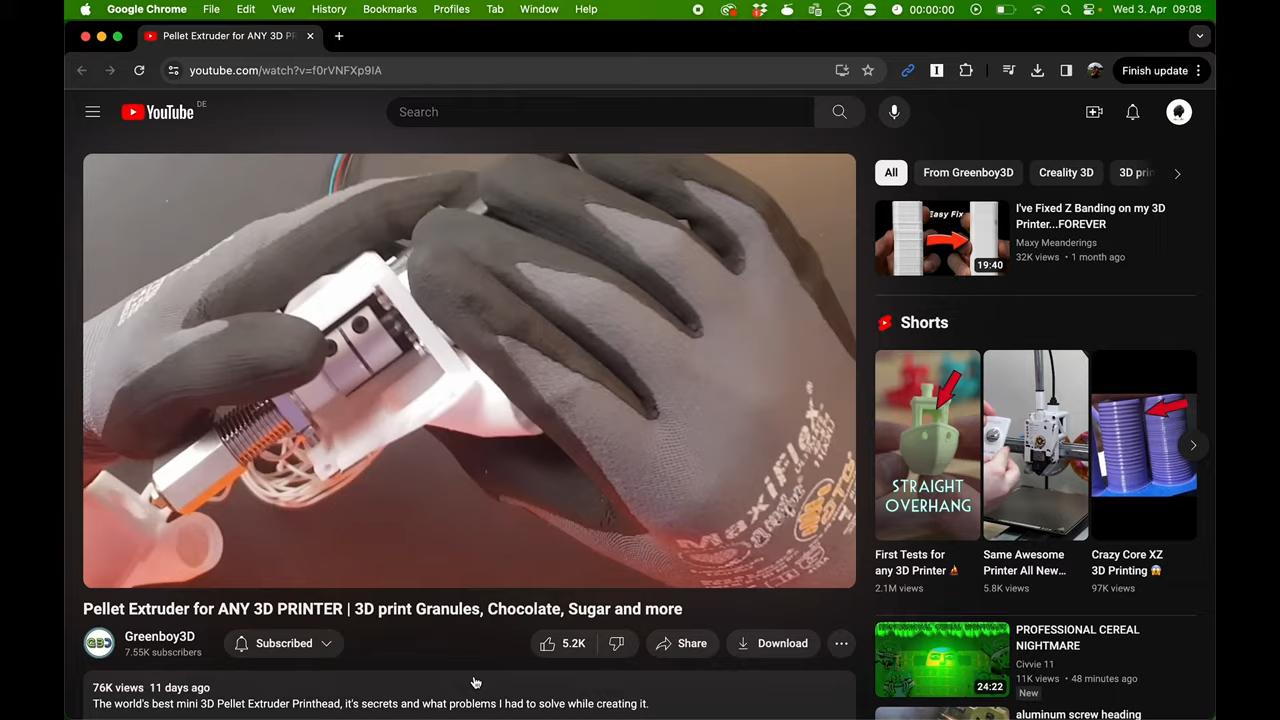 Google Chrome File Edit View History Bookmarks Profiles Tab Window Help 00:00:00 Wed 3. Apr 09:08
Pellet Extruder for ANY 3D PR
youtube.com/watch?v=f0rVNFXp9IA
Finish update
YouTube DE
Search
All From Greenboy3D Creality 3D 3D prin
Easy Fix
19:40
I've Fixed Z Banding on my 3D
Printer...FOREVER
Maxy Meanderings
32K views • 1 month ago
Shorts
STRAIGHT
OVERHANG
First Tests for
any 3D Printer 🔥
2.1M views
Same Awesome
Printer All New...
5.8K views
Crazy Core XZ
3D Printing 😱
97K views
MaxiFlex
Pellet Extruder for ANY 3D PRINTER | 3D print Granules, Chocolate, Sugar and more
GBD
Greenboy3D
7.55K subscribers
Subscribed
5.2K
Share
Download
76K views 11 days ago
The world's best mini 3D Pellet Extruder Printhead, it's secrets and what problems I had to solve while creating it.
24:22
PROFESSIONAL CEREAL
NIGHTMARE
Civvie 11
11K views • 48 minutes ago
New
aluminum screw heading